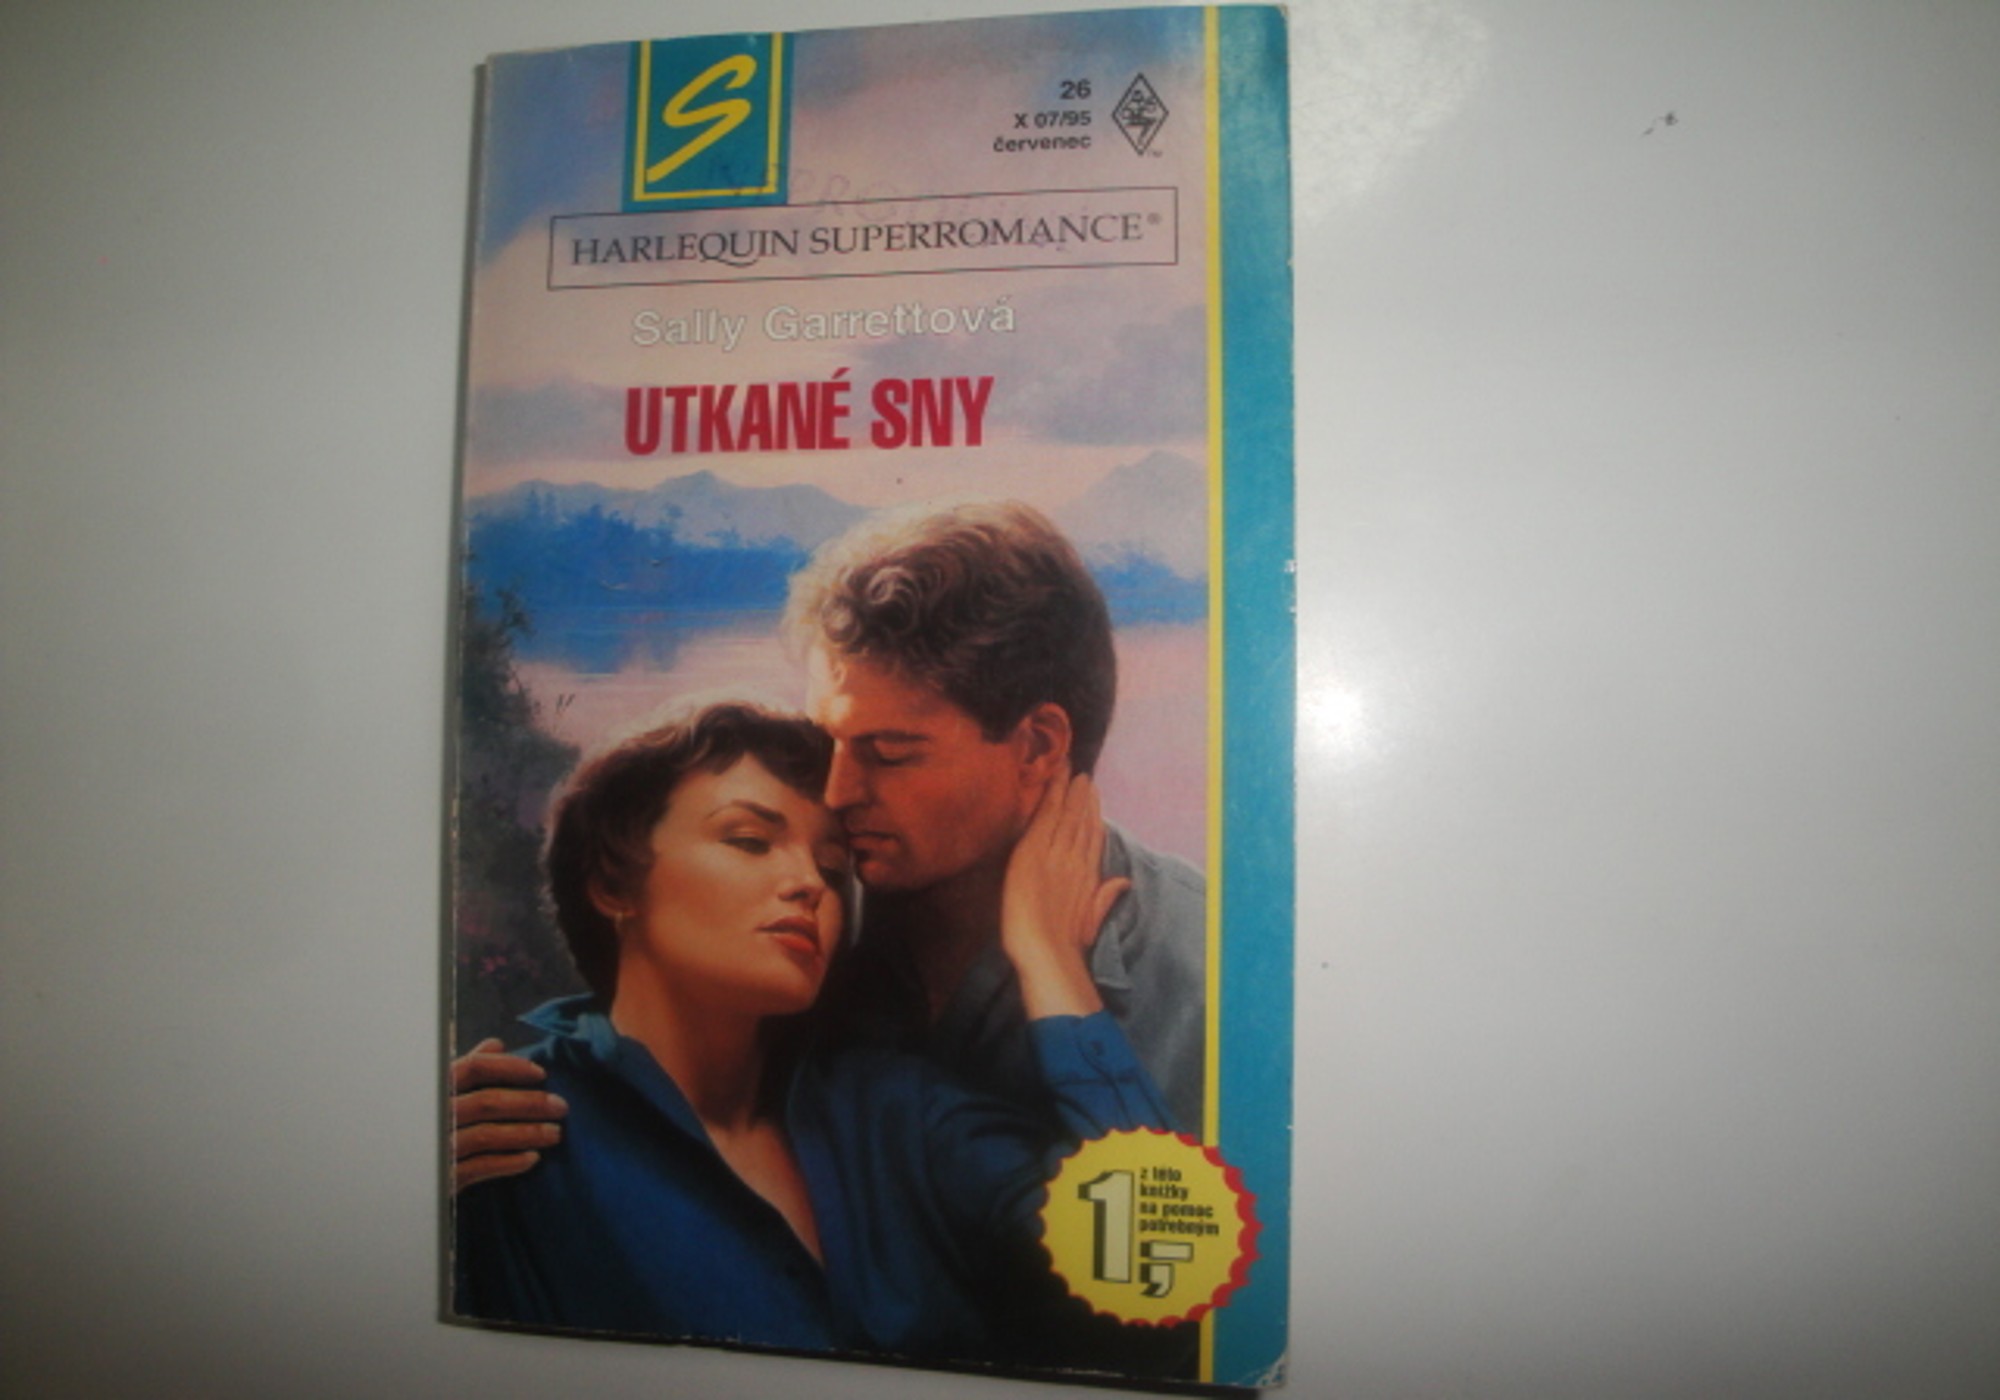 S
26
X 07/95
červenec
HARLEQUIN SUPERROMANCE®
Sally Garrettová
UTKANÉ SNY
1,-
z této
knížky
na pomoc
potřebným